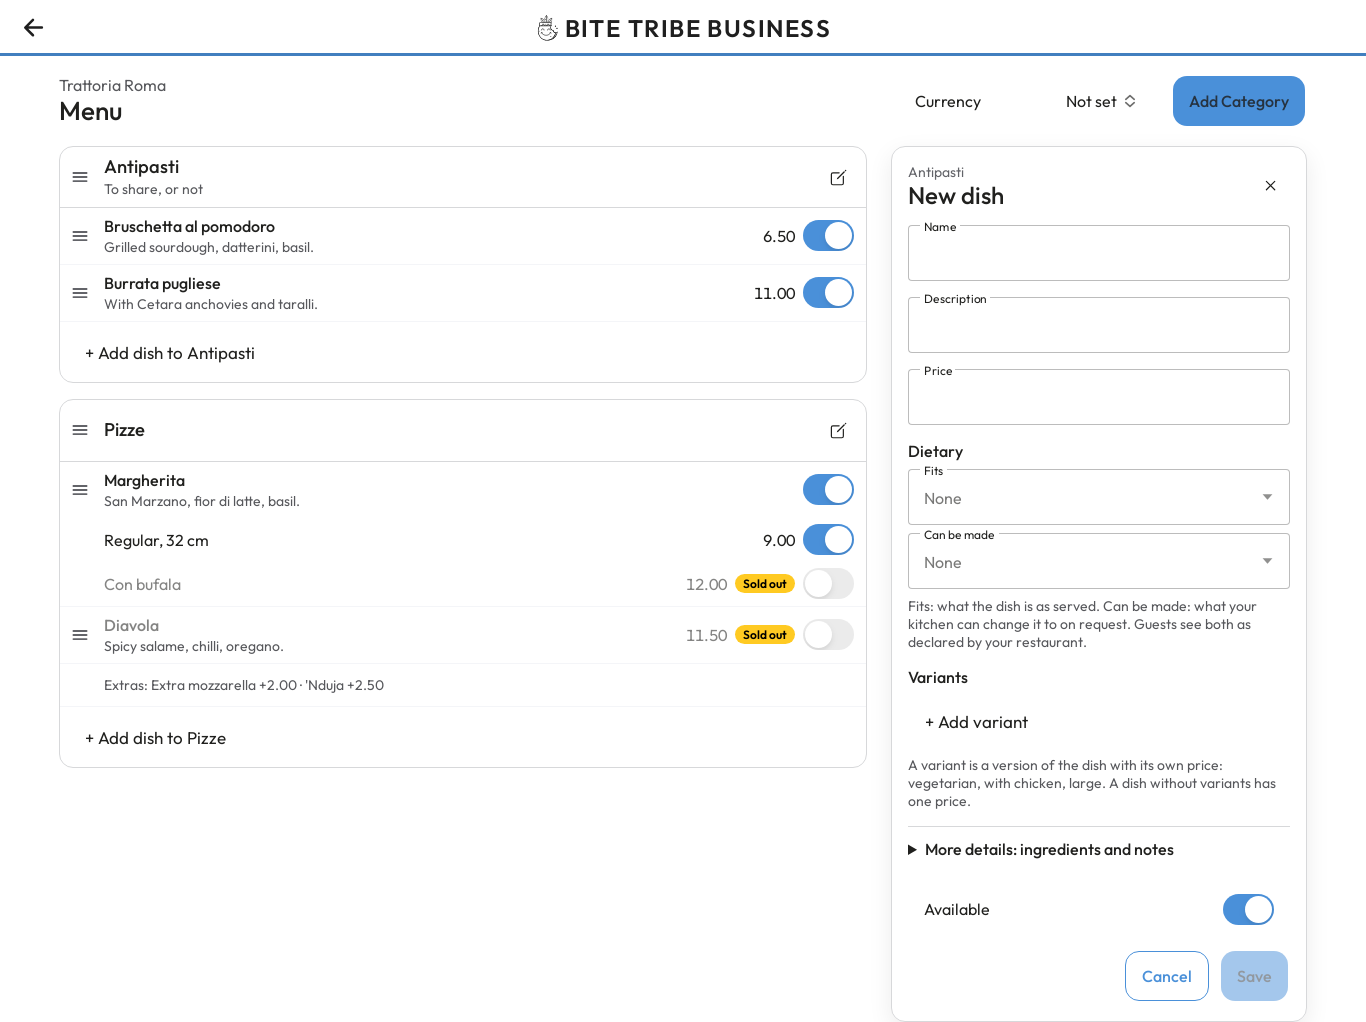 BITE TRIBE BUSINESS
Trattoria Roma
Menu
Currency
Not set
Add Category
Antipasti
To share, or not
Bruschetta al pomodoro
Grilled sourdough, datterini, basil.
6.50
Burrata pugliese
With Cetara anchovies and taralli.
11.00
+ Add dish to Antipasti
Pizze
Margherita
San Marzano, fior di latte, basil.
Regular, 32 cm
9.00
Con bufala
12.00
Sold out
Diavola
Spicy salame, chilli, oregano.
11.50
Sold out
Extras: Extra mozzarella +2.00 · 'Nduja +2.50
+ Add dish to Pizze
Antipasti
New dish
Name
Description
Price
Dietary
Fits
None
Can be made
None
Fits: what the dish is as served. Can be made: what your
kitchen can change it to on request. Guests see both as
declared by your restaurant.
Variants
+ Add variant
A variant is a version of the dish with its own price:
vegetarian, with chicken, large. A dish without variants has
one price.
More details: ingredients and notes
Available
Cancel
Save